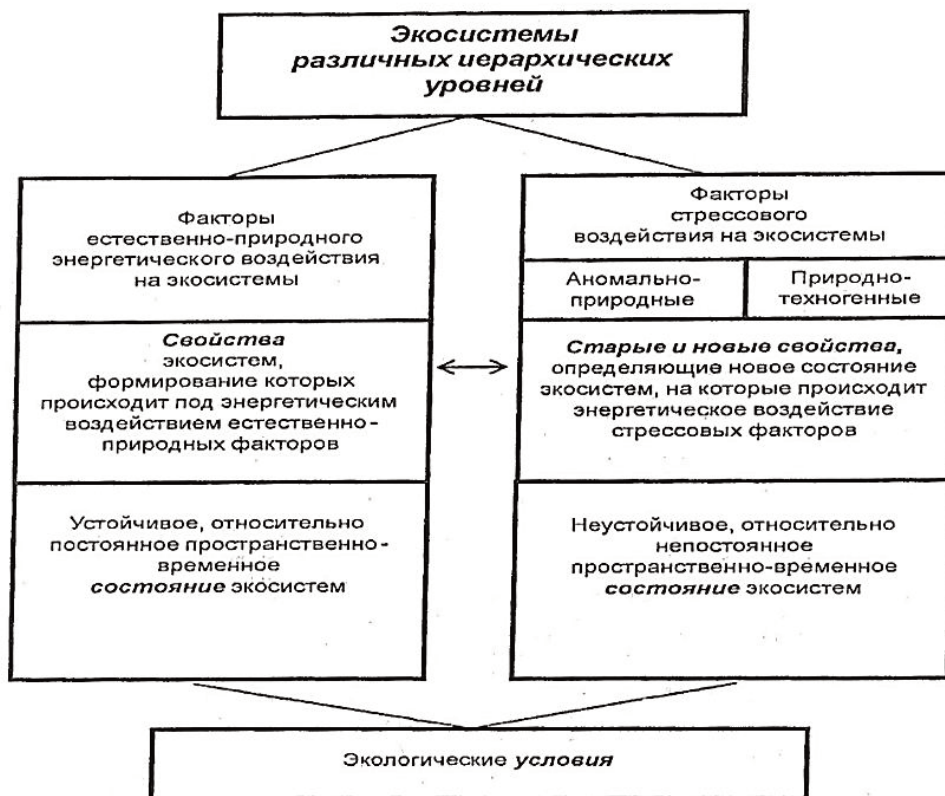 Экосистемы
различных иерархических
уровней
Факторы
естественно-природного
энергетического воздействия
на экосистемы
Свойства
экосистем,
формирование которых
происходит под энергетическим
воздействием естественно-
природных факторов
Устойчивое, относительно
постоянное пространственно-
временное
состояние экосистем
Факторы
стрессового
воздействия на экосистемы
Аномально-
природные
Природно-
техногенные
Старые и новые свойства,
определяющие новое состояние
экосистем, на которые происходит
энергетическое воздействие
стрессовых факторов
Неустойчивое, относительно
непостоянное
пространственно-временное
состояние экосистем
Экологические условия